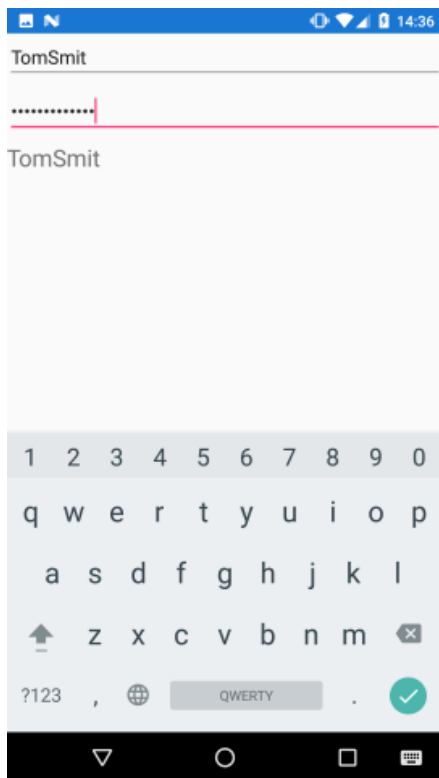 14:36
TomSmit
•••••••••••••
TomSmit
1 2 3 4 5 6 7 8 9 0
q w e r t y u i o p
a s d f g h j k l
z x c v b n m
?123 , QWERTY .